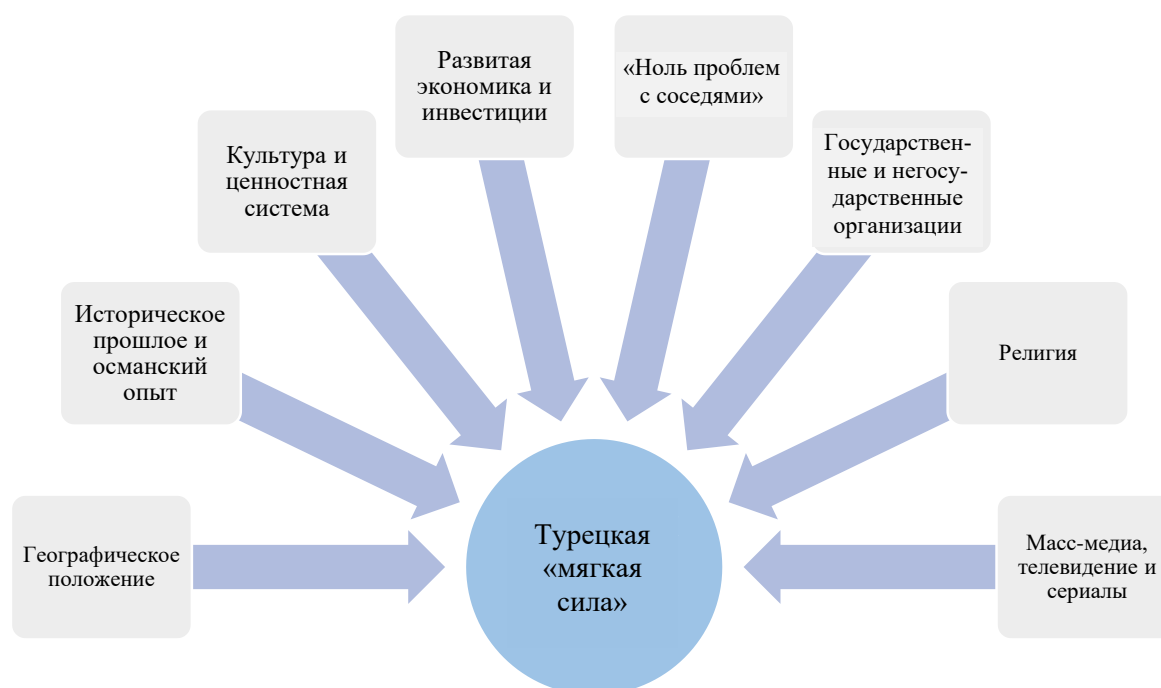 Развитая
экономика и
инвестиции
«Ноль проблем
с соседями»
Культура и
ценностная
система
Государствен-
ные и негосу-
дарственные
организации
Историческое
прошлое и
османский
опыт
Религия
Географическое
положение
Турецкая
«мягкая
сила»
Масс-медиа,
телевидение и
сериалы